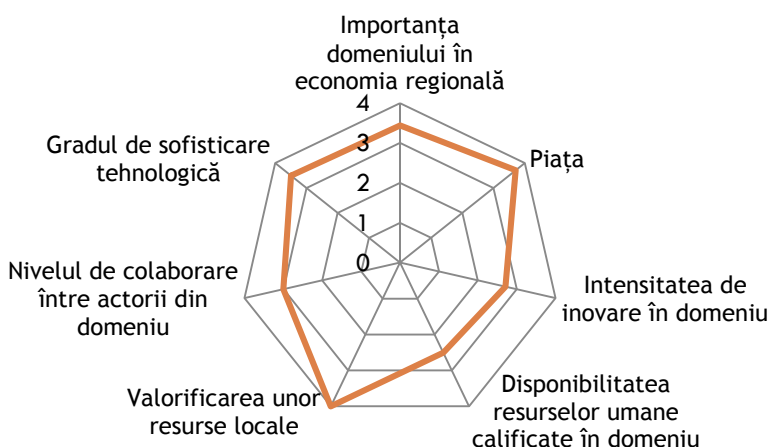 Importanța
domeniului în
economia regională
4
3
2
1
0
Piața
Intensitatea de
inovare în domeniu
Disponibilitatea
resurselor umane
calificate în domeniu
Valorificarea unor
resurse locale
Nivelul de colaborare
între actorii din
domeniu
Gradul de sofisticare
tehnologică